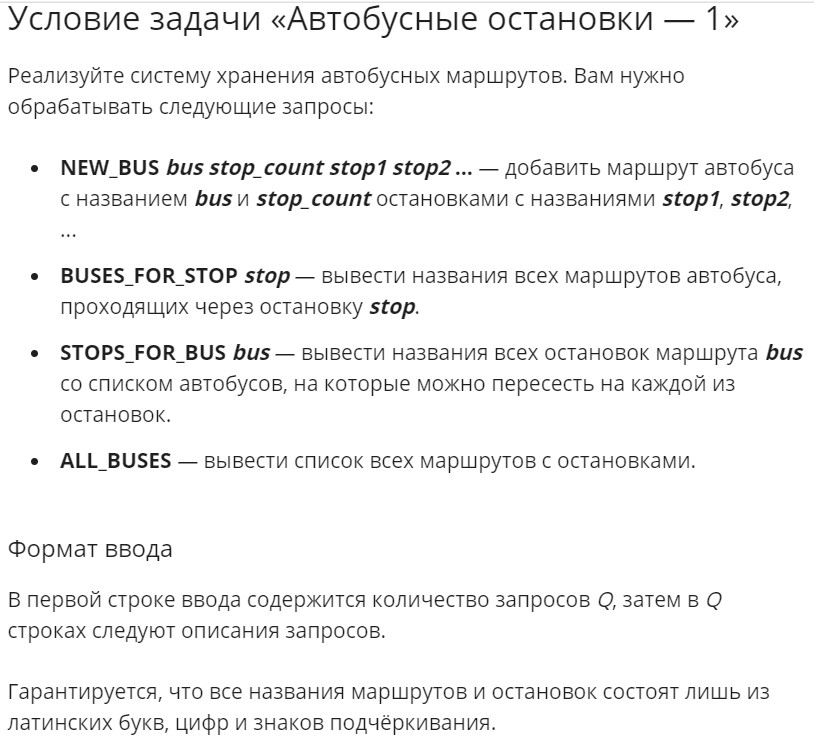 Условие задачи «Автобусные остановки — 1»
Реализуйте систему хранения автобусных маршрутов. Вам нужно
обрабатывать следующие запросы:
• NEW_BUS bus stop_count stop1 stop2 ... — добавить маршрут автобуса
с названием bus и stop_count остановками с названиями stop1, stop2,
...
• BUSES_FOR_STOP stop — вывести названия всех маршрутов автобуса,
проходящих через остановку stop.
• STOPS_FOR_BUS bus — вывести названия всех остановок маршрута bus
со списком автобусов, на которые можно пересесть на каждой из
остановок.
• ALL_BUSES — вывести список всех маршрутов с остановками.
Формат ввода
В первой строке ввода содержится количество запросов Q, затем в Q
строках следуют описания запросов.
Гарантируется, что все названия маршрутов и остановок состоят лишь из
латинских букв, цифр и знаков подчёркивания.